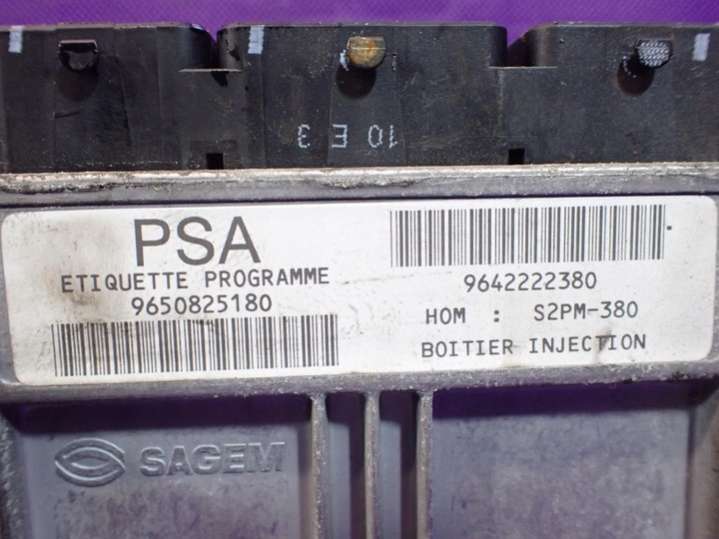 10 E 3
PSA
ETIQUETTE PROGRAMME
9650825180
9642222380
HOM : S2PM-380
BOITIER INJECTION
SAGEM